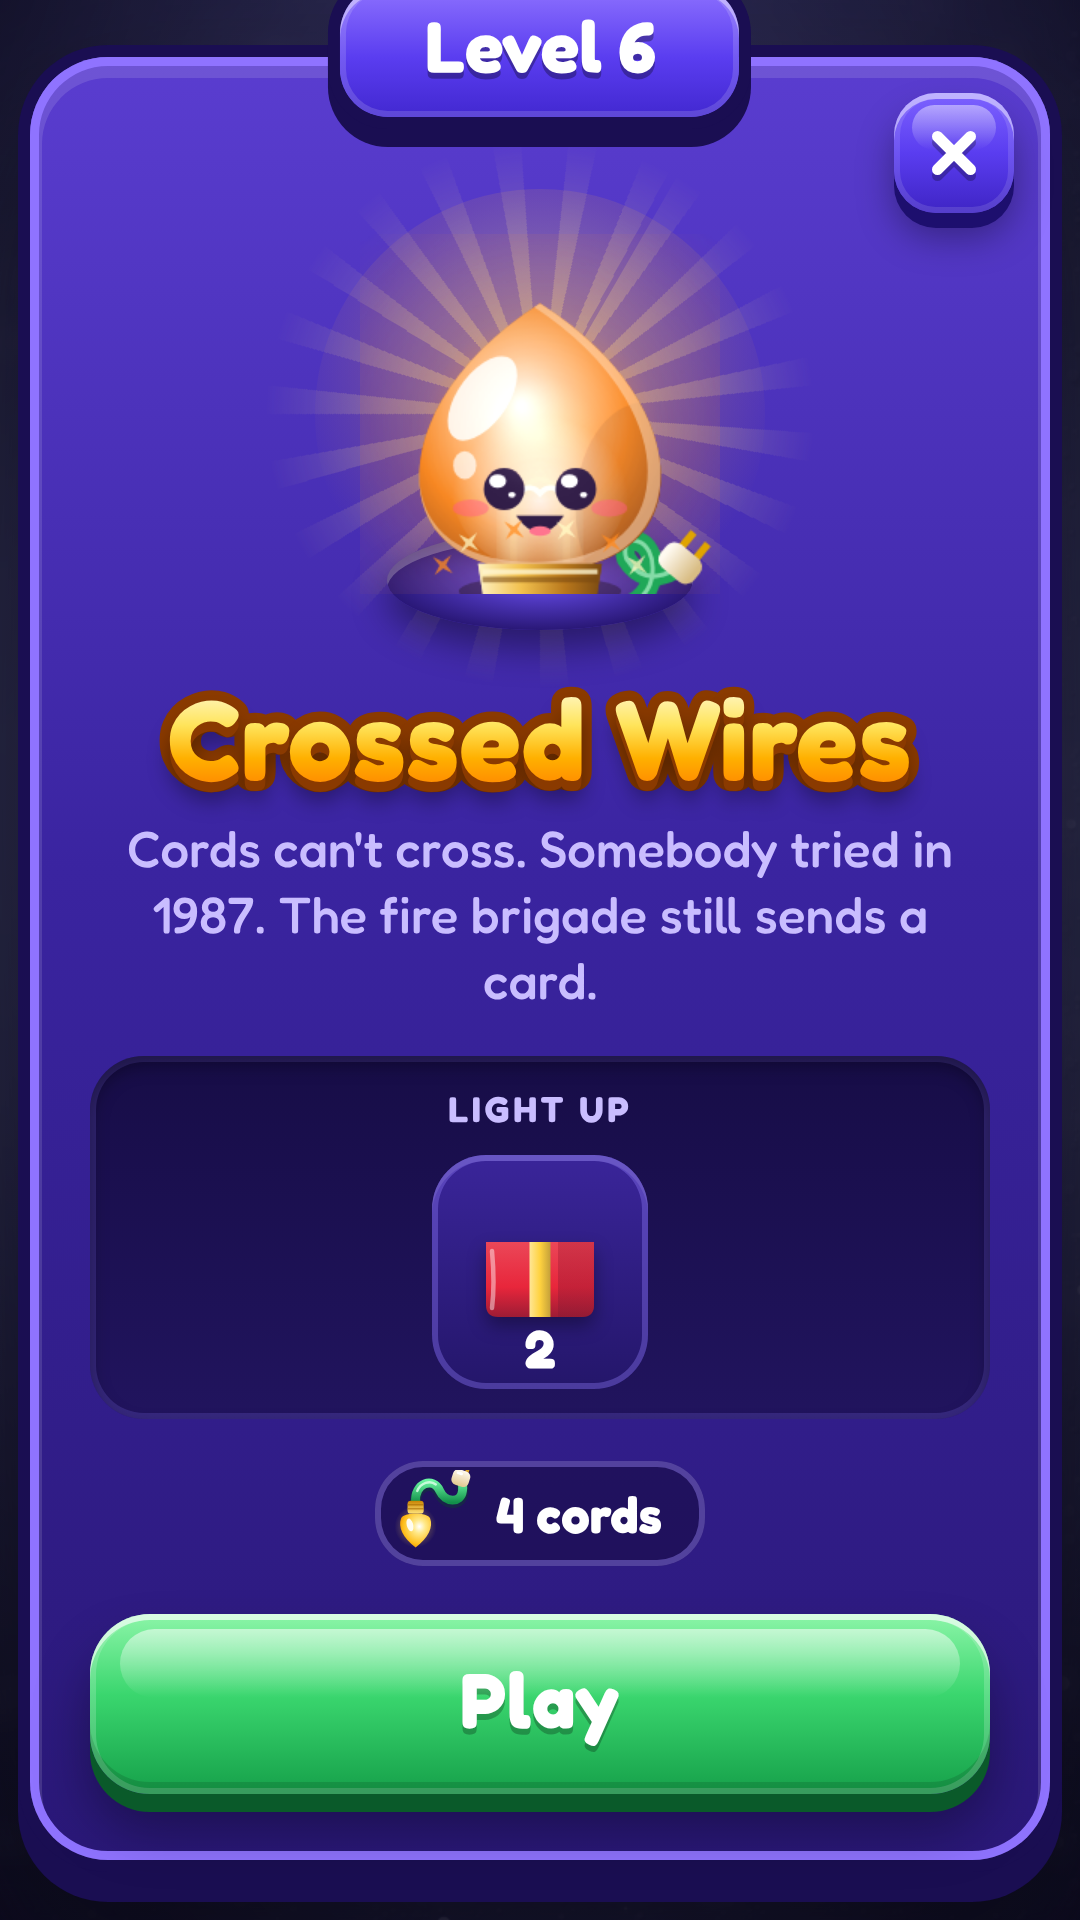 Level 6
Crossed Wires
Cords can't cross. Somebody tried in
1987. The fire brigade still sends a
card.
LIGHT UP
2
4 cords
Play